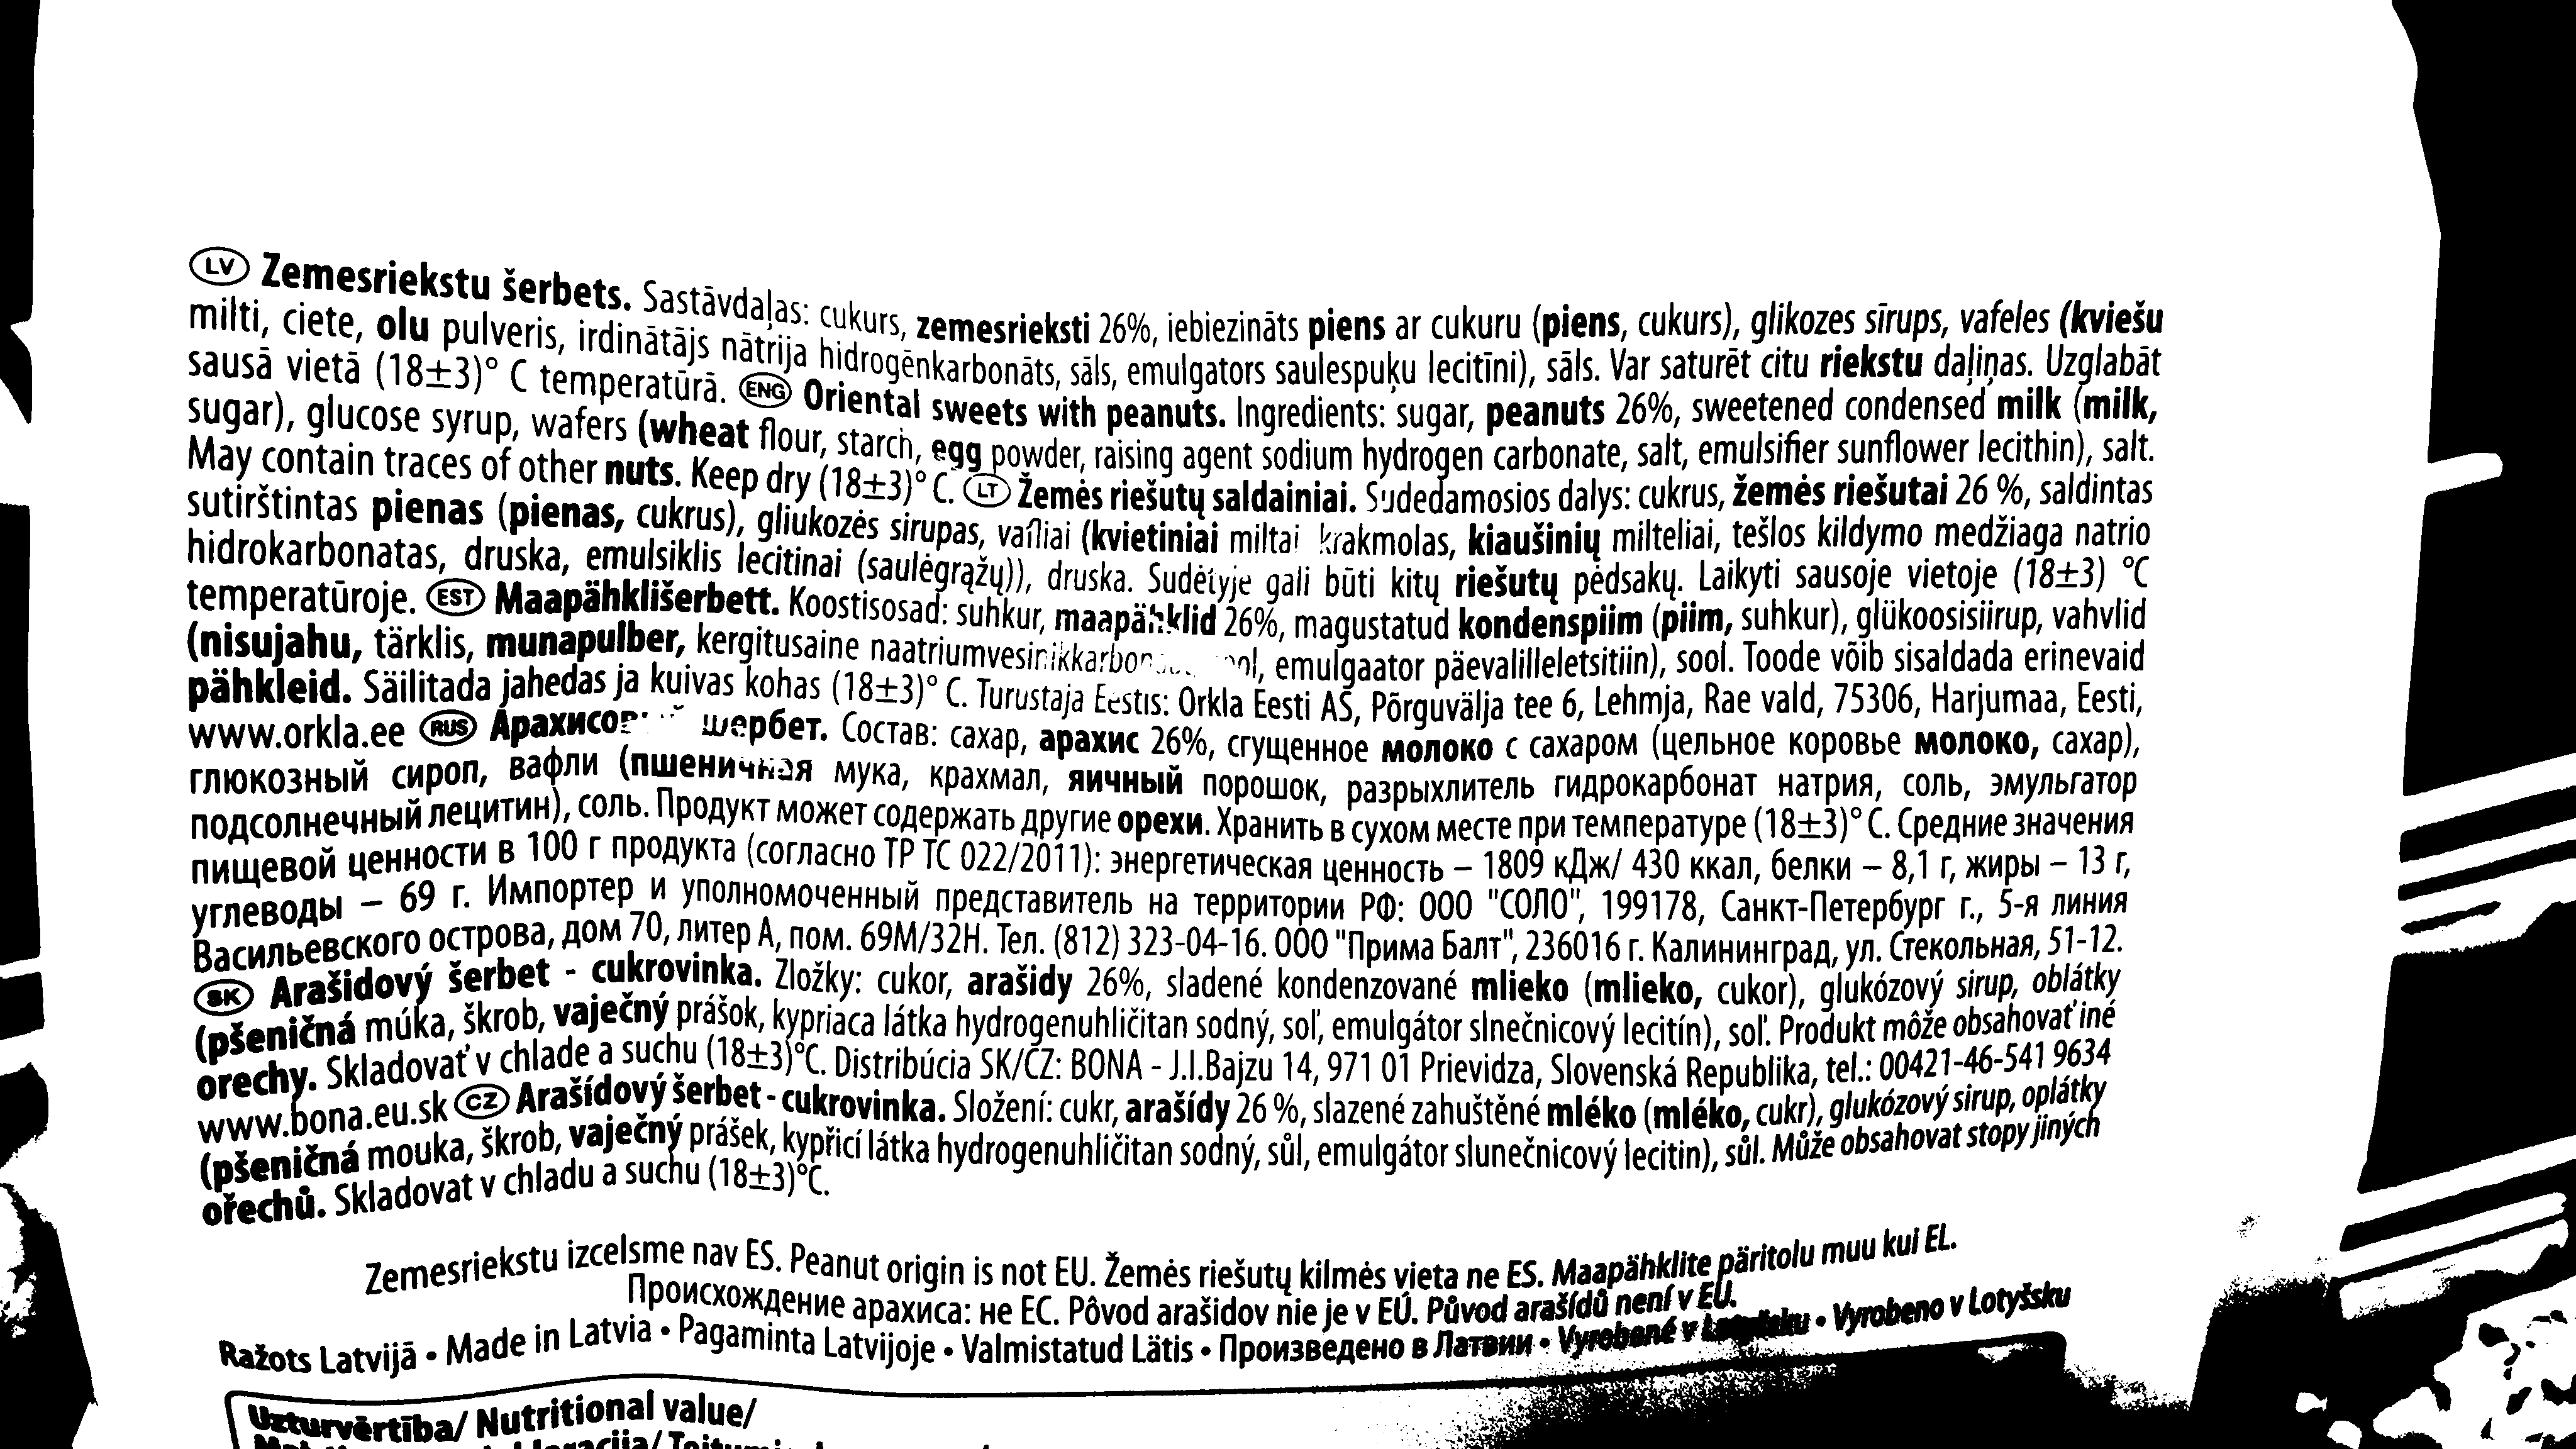 LV Zemesriekstu šerbets. Sastāvdaļas: cukurs, zemesrieksti 26%, iebiezināts piens ar cukuru (piens, cukurs), glikozes sīrups, vafeles (kviešu
milti, ciete, olu pulveris, irdinātājs nātrija hidrogēnkarbonāts, sāls, emulgators saulespuķu lecitīni), sāls. Var saturēt citu riekstu daļiņas. Uzglabāt
sausā vietā (18±3)° C temperatūrā. ENG Oriental sweets with peanuts. Ingredients: sugar, peanuts 26%, sweetened condensed milk (milk,
sugar), glucose syrup, wafers (wheat flour, starch, egg powder, raising agent sodium hydrogen carbonate, salt, emulsifier sunflower lecithin), salt.
May contain traces of other nuts. Keep dry (18±3)° C. LT Žemės riešutų saldainiai. Sudedamosios dalys: cukrus, žemės riešutai 26 %, saldintas
sutirštintas pienas (pienas, cukrus), gliukozės sirupas, vafliai (kvietiniai miltai krakmolas, kiaušinių milteliai, tešlos kildymo medžiaga natrio
hidrokarbonatas, druska, emulsiklis lecitinai (saulėgrąžų)), druska. Sudėtyje gali būti kitų riešutų pėdsakų. Laikyti sausoje vietoje (18±3) °C
temperatūroje. EST Maapähklišerbett. Koostisosad: suhkur, maapähklid 26%, magustatud kondenspiim (piim, suhkur), glükoosisiirup, vahvlid
(nisujahu, tärklis, munapulber, kergitusaine emulgaator päevalilleletsitiin), sool. Toode võib sisaldada erinevaid
pähkleid. Säilitada jahedas ja kuivas kohas (18±3)° C. Turustaja Eestis: Orkla Eesti AS, Põrguvälja tee 6, Lehmja, Rae vald, 75306, Harjumaa, Eesti,
www.orkla.ee RUS шербет. Состав: сахар, арахис 26%, сгущенное молоко с сахаром (цельное коровье молоко, сахар),
глюкозный сироп, вафли (пшеничная мука, крахмал, яичный порошок, разрыхлитель гидрокарбонат натрия, соль, эмульгатор
подсолнечный лецитин), соль. Продукт может содержать другие орехи. Хранить в сухом месте при температуре (18±3)° C. Средние значения
пищевой ценности в 100 г продукта (согласно ТР ТС 022/2011): энергетическая ценность – 1809 кДж/ 430 ккал, белки – 8,1 г, жиры – 13 г,
углеводы – 69 г. Импортер и уполномоченный представитель на территории РФ: ООО "СОЛО", 199178, Санкт-Петербург г., 5-я линия
Васильевского острова, дом 70, литер А, пом. 69М/32Н. Тел. (812) 323-04-16. ООО "Прима Балт", 236016 г. Калининград, ул. Стекольная, 51-12.
SK Arašidový šerbet - cukrovinka. Zložky: cukor, arašidy 26%, sladené kondenzované mlieko (mlieko, cukor), glukózový sirup, oblátky
(pšeničná múka, škrob, vaječný prášok, kypriaca látka hydrogenuhličitan sodný, soľ, emulgátor slnečnicový lecitín), soľ. Produkt môže obsahovať iné
orechy. Skladovať v chlade a suchu (18±3)°C. Distribúcia SK/CZ: BONA - J.I.Bajzu 14, 971 01 Prievidza, Slovenská Republika, tel.: 00421-46-541 9634
www.bona.eu.sk CZ Arašídový šerbet - cukrovinka. Složení: cukr, arašídy 26 %, slazené zahuštěné mléko (mléko, cukr), glukózový sirup, oplátky
(pšeničná mouka, škrob, vaječný prášek, kypřicí látka hydrogenuhličitan sodný, sůl, emulgátor slunečnicový lecitin), sůl. Může obsahovat stopy jiných
ořechů. Skladovat v chladu a suchu (18±3)°C.
Zemesriekstu izcelsme nav ES. Peanut origin is not EU. Žemės riešutų kilmės vieta ne ES. Maapähklite päritolu muu kui EL.
Происхождение арахиса: не ЕС. Pôvod arašidov nie je v EÚ. Původ arašídů není v EU.
Ražots Latvijā • Made in Latvia • Pagaminta Latvijoje • Valmistatud Lätis • Произведено в Латвии • Vyrobené v • Vyrobeno v Lotyšsku
Uzturvērtība/ Nutritional value/